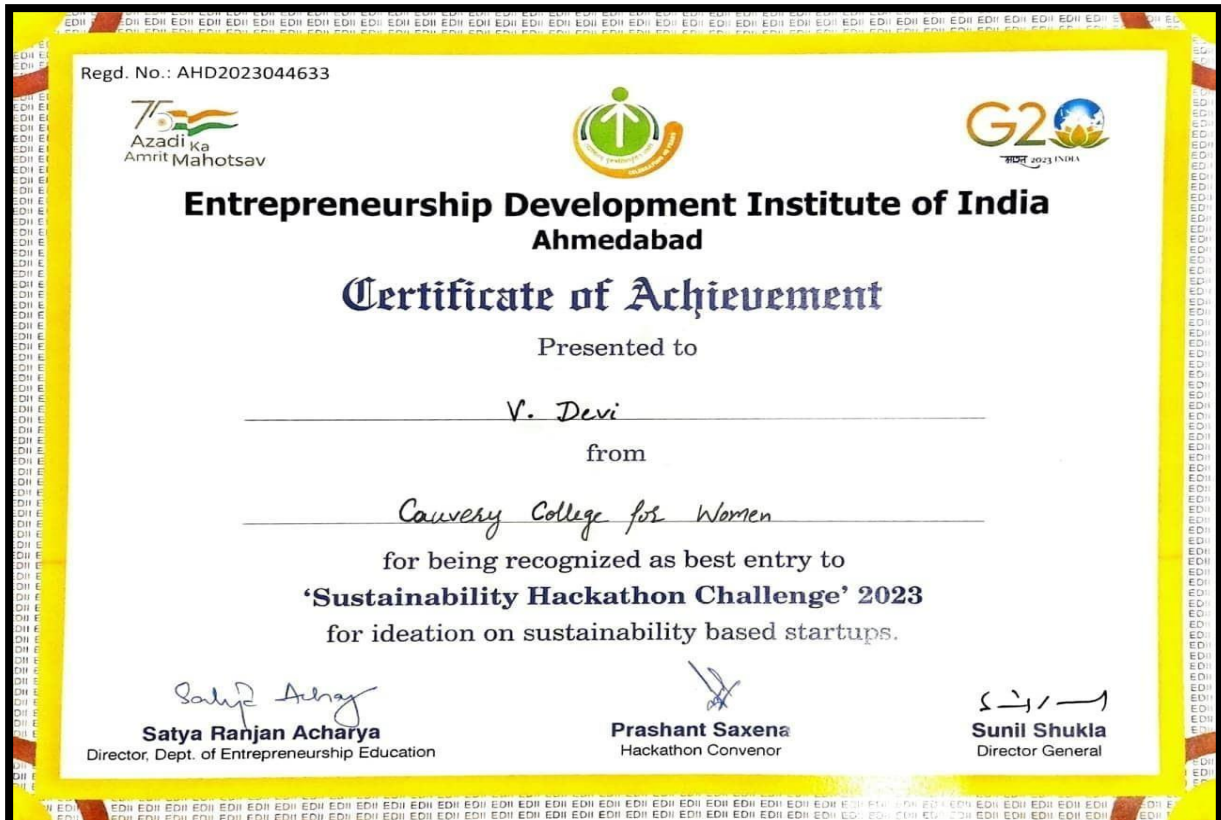 Regd. No.: AHD2023044633
75
Azadi Ka
Amrit Mahotsav
G20
भारत 2023 INDIA
Entrepreneurship Development Institute of India
Ahmedabad
Certificate of Achievement
Presented to
V. Devi
from
Cauvery College for Women
for being recognized as best entry to
‘Sustainability Hackathon Challenge’ 2023
for ideation on sustainability based startups.
Satya Ranjan Acharya
Director, Dept. of Entrepreneurship Education
Prashant Saxena
Hackathon Convenor
Sunil Shukla
Director General